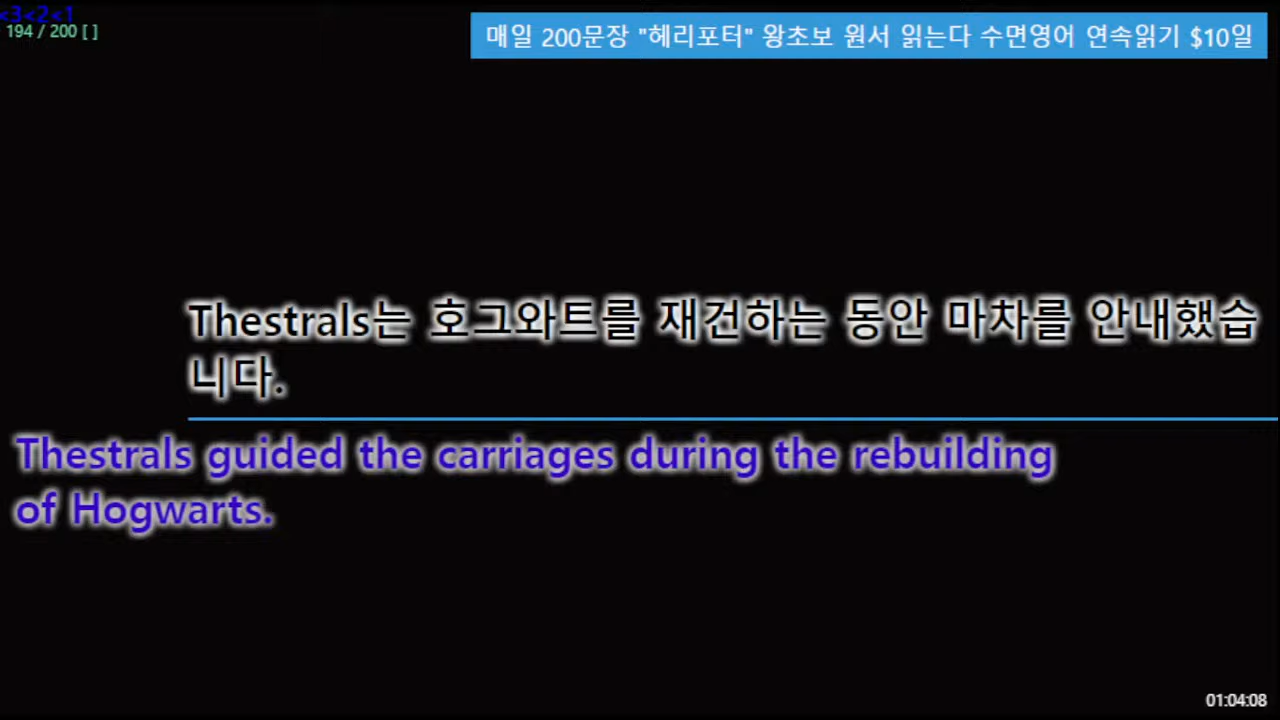 <3<2<1
194 / 200 [ ]
매일 200문장 "헤리포터" 왕초보 원서 읽는다 수면영어 연속읽기 $10일
Thestrals는 호그와트를 재건하는 동안 마차를 안내했습
니다.
Thestrals guided the carriages during the rebuilding
of Hogwarts.
01:04:08